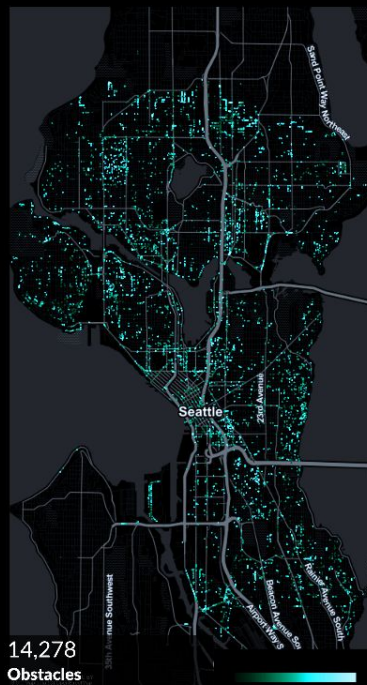 Sand Point Way Northeast
23rd Avenue
Seattle
35th Avenue Southwest
Beacon Avenue So
Rainier Avenue South
Airport Way S
14,278
Obstacles